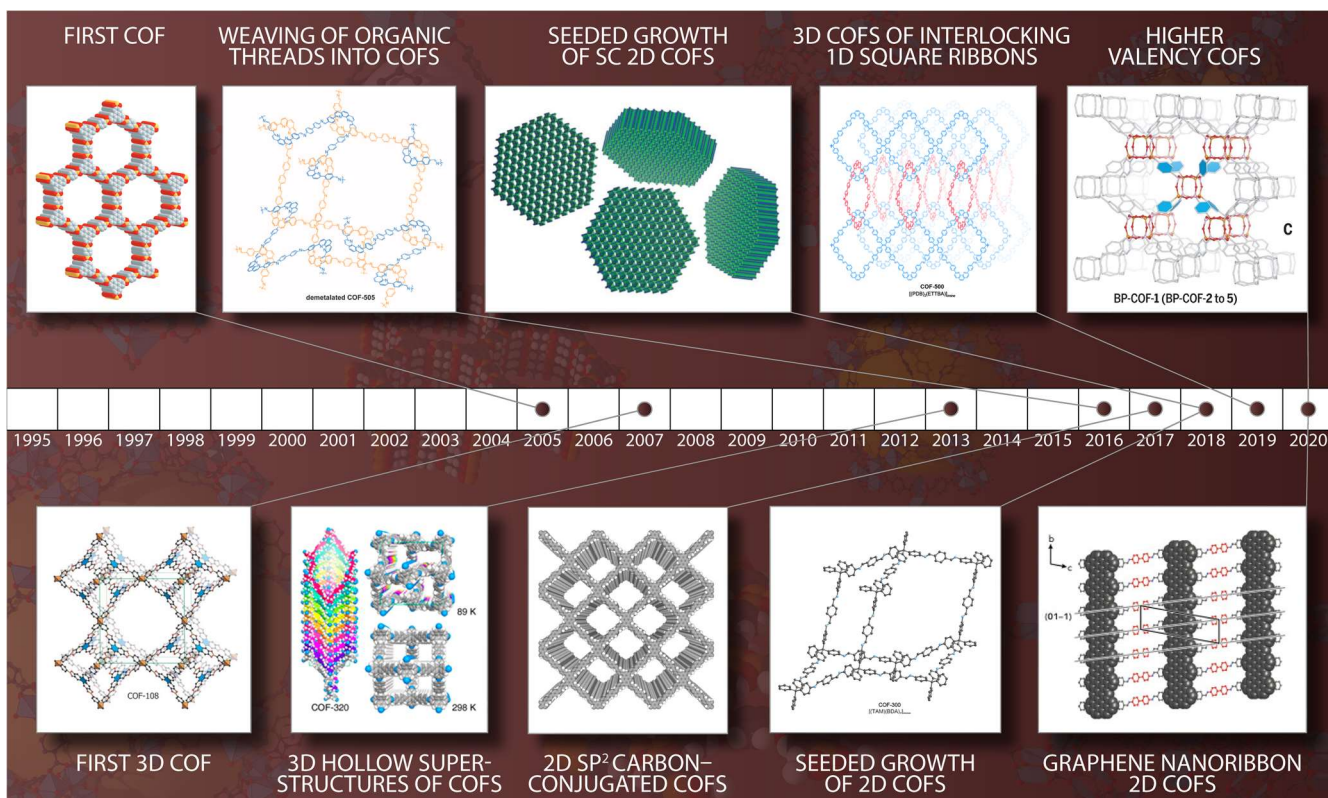 FIRST COF
WEAVING OF ORGANIC
THREADS INTO COFS
SEEDED GROWTH
OF SC 2D COFS
3D COFS OF INTERLOCKING
1D SQUARE RIBBONS
HIGHER
VALENCY COFS
demetalated COF-505
COF-500
C
BP-COF-1 (BP-COF-2 to 5)
1995 1996 1997 1998 1999 2000 2001 2002 2003 2004 2005 2006 2007 2008 2009 2010 2011 2012 2013 2014 2015 2016 2017 2018 2019 2020
COF-108
COF-320
89 K
298 K
COF-300
b
c
(01–1)
FIRST 3D COF
3D HOLLOW SUPER-
STRUCTURES OF COFS
2D SP² CARBON–
CONJUGATED COFS
SEEDED GROWTH
OF 2D COFS
GRAPHENE NANORIBBON
2D COFS